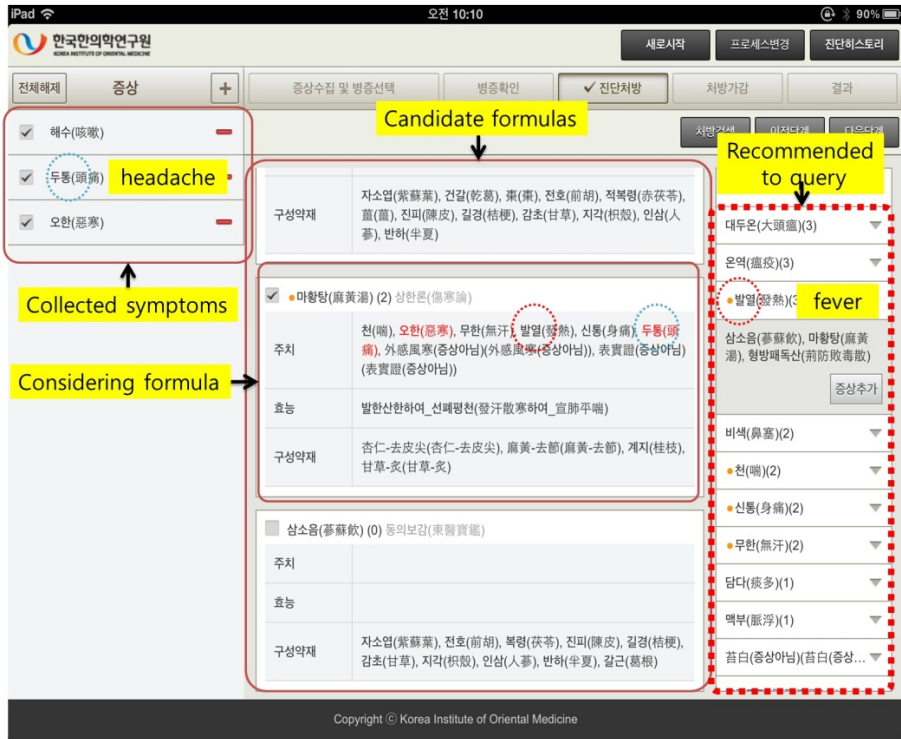 iPad
오전 10:10
90%
한국한의학연구원
KOREA INSTITUTE OF ORIENTAL MEDICINE
새로시작
프로세스변경
진단히스토리
전체해제
증상
+
증상수집 및 병증선택
병증확인
✓ 진단처방
처방가감
결과
Candidate formulas
처방검색
이전단계
다음단계
Recommended
to query
해수(咳嗽)
두통(頭痛)
headache
오한(惡寒)
Collected symptoms
Considering formula
구성약재
자소엽(紫蘇葉), 건갈(乾葛), 棗(棗), 전호(前胡), 적복령(赤茯苓),
薑(薑), 진피(陳皮), 길경(桔梗), 감초(甘草), 지각(枳殼), 인삼(人
蔘), 반하(半夏)
마황탕(麻黃湯) (2) 상한론(傷寒論)
주치
천(喘), 오한(惡寒), 무한(無汗), 발열(發熱), 신통(身痛), 두통(頭
痛), 外感風寒(증상아님)(外感風寒(증상아님)), 表實證(증상아님)
(表實證(증상아님))
효능
발한산한하여_선폐평천(發汗散寒하여_宣肺平喘)
구성약재
杏仁-去皮尖(杏仁-去皮尖), 麻黃-去節(麻黃-去節), 계지(桂枝),
甘草-炙(甘草-炙)
삼소음(蔘蘇飮) (0) 동의보감(東醫寶鑑)
주치
효능
구성약재
자소엽(紫蘇葉), 전호(前胡), 복령(茯苓), 진피(陳皮), 길경(桔梗),
감초(甘草), 지각(枳殼), 인삼(人蔘), 반하(半夏), 갈근(葛根)
대두온(大頭瘟)(3)
온역(瘟疫)(3)
발열(發熱)(3
fever
삼소음(蔘蘇飮), 마황탕(麻黃
湯), 형방패독산(荊防敗毒散)
증상추가
비색(鼻塞)(2)
천(喘)(2)
신통(身痛)(2)
무한(無汗)(2)
담다(痰多)(1)
맥부(脈浮)(1)
苔白(증상아님)(苔白(증상...
Copyright ⓒ Korea Institute of Oriental Medicine